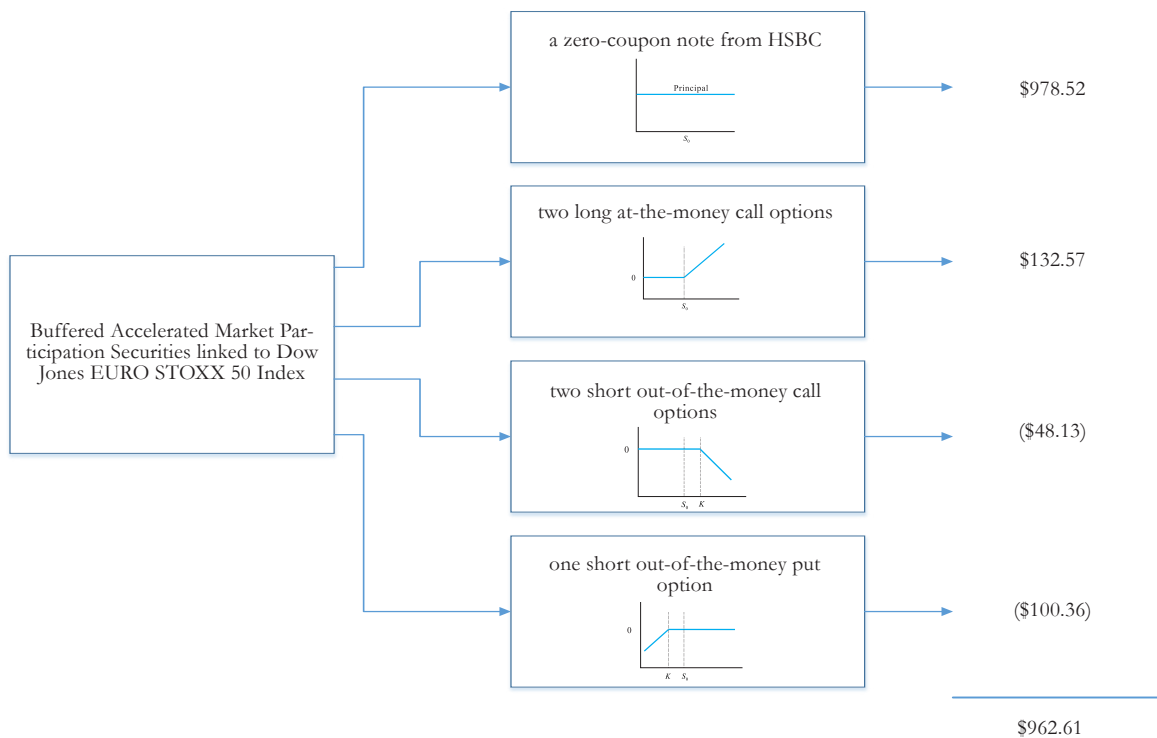 a zero-coupon note from HSBC
Principal
S₀
$978.52
two long at-the-money call options
0
S₀
$132.57
Buffered Accelerated Market Par-
ticipation Securities linked to Dow
Jones EURO STOXX 50 Index
two short out-of-the-money call
options
0
S₀ K
($48.13)
one short out-of-the-money put
option
0
K S₀
($100.36)
$962.61